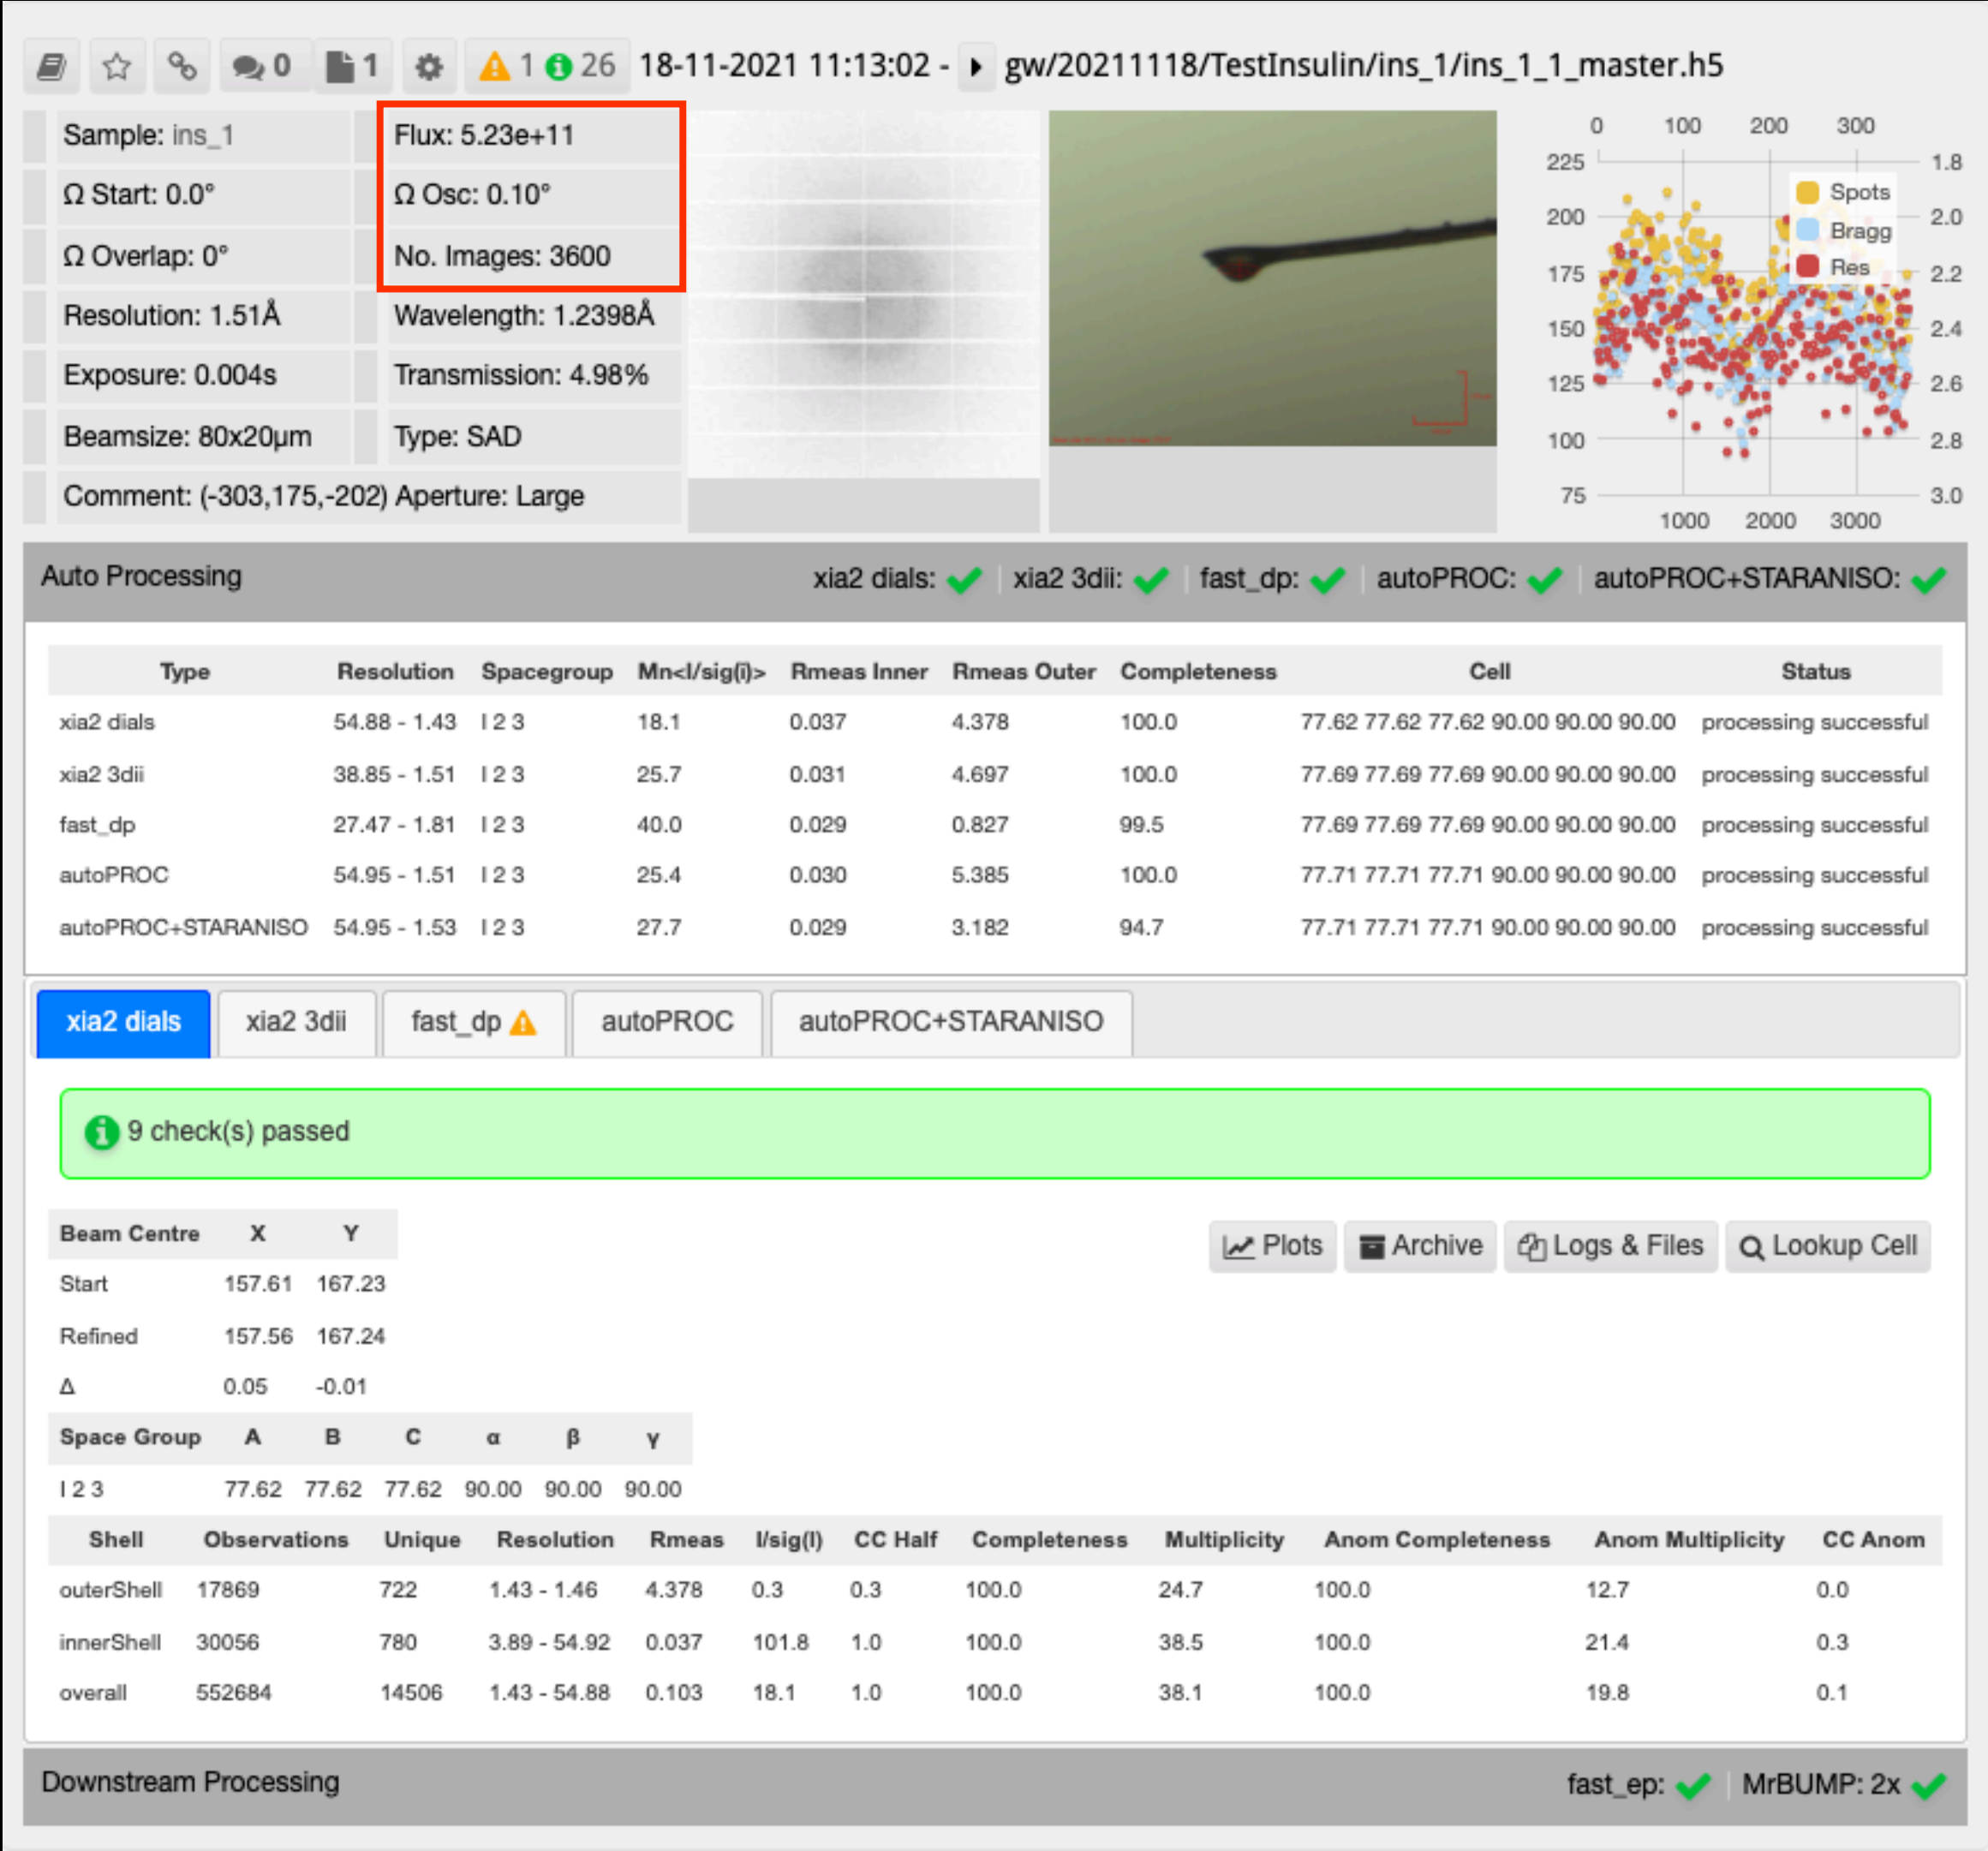 0 1 1 26 18-11-2021 11:13:02 - gw/20211118/TestInsulin/ins_1/ins_1_1_master.h5
Sample: ins_1 Flux: 5.23e+11
Ω Start: 0.0° Ω Osc: 0.10°
Ω Overlap: 0° No. Images: 3600
Resolution: 1.51Å Wavelength: 1.2398Å
Exposure: 0.004s Transmission: 4.98%
Beamsize: 80x20µm Type: SAD
Comment: (-303,175,-202) Aperture: Large
0 100 200 300
225 1.8
Spots
200 2.0
Bragg
175 Res 2.2
150 2.4
125 2.6
100 2.8
75 3.0
1000 2000 3000
Auto Processing xia2 dials: xia2 3dii: fast_dp: autoPROC: autoPROC+STARANISO:
Type Resolution Spacegroup Mn<I/sig(i)> Rmeas Inner Rmeas Outer Completeness Cell Status
xia2 dials 54.88 - 1.43 I 2 3 18.1 0.037 4.378 100.0 77.62 77.62 77.62 90.00 90.00 90.00 processing successful
xia2 3dii 38.85 - 1.51 I 2 3 25.7 0.031 4.697 100.0 77.69 77.69 77.69 90.00 90.00 90.00 processing successful
fast_dp 27.47 - 1.81 I 2 3 40.0 0.029 0.827 99.5 77.69 77.69 77.69 90.00 90.00 90.00 processing successful
autoPROC 54.95 - 1.51 I 2 3 25.4 0.030 5.385 100.0 77.71 77.71 77.71 90.00 90.00 90.00 processing successful
autoPROC+STARANISO 54.95 - 1.53 I 2 3 27.7 0.029 3.182 94.7 77.71 77.71 77.71 90.00 90.00 90.00 processing successful
xia2 dials xia2 3dii fast_dp autoPROC autoPROC+STARANISO
9 check(s) passed
Beam Centre X Y
Plots Archive Logs & Files Lookup Cell
Start 157.61 167.23
Refined 157.56 167.24
Δ 0.05 -0.01
Space Group A B C α β γ
I 2 3 77.62 77.62 77.62 90.00 90.00 90.00
Shell Observations Unique Resolution Rmeas I/sig(I) CC Half Completeness Multiplicity Anom Completeness Anom Multiplicity CC Anom
outerShell 17869 722 1.43 - 1.46 4.378 0.3 0.3 100.0 24.7 100.0 12.7 0.0
innerShell 30056 780 3.89 - 54.92 0.037 101.8 1.0 100.0 38.5 100.0 21.4 0.3
overall 552684 14506 1.43 - 54.88 0.103 18.1 1.0 100.0 38.1 100.0 19.8 0.1
Downstream Processing fast_ep: MrBUMP: 2x